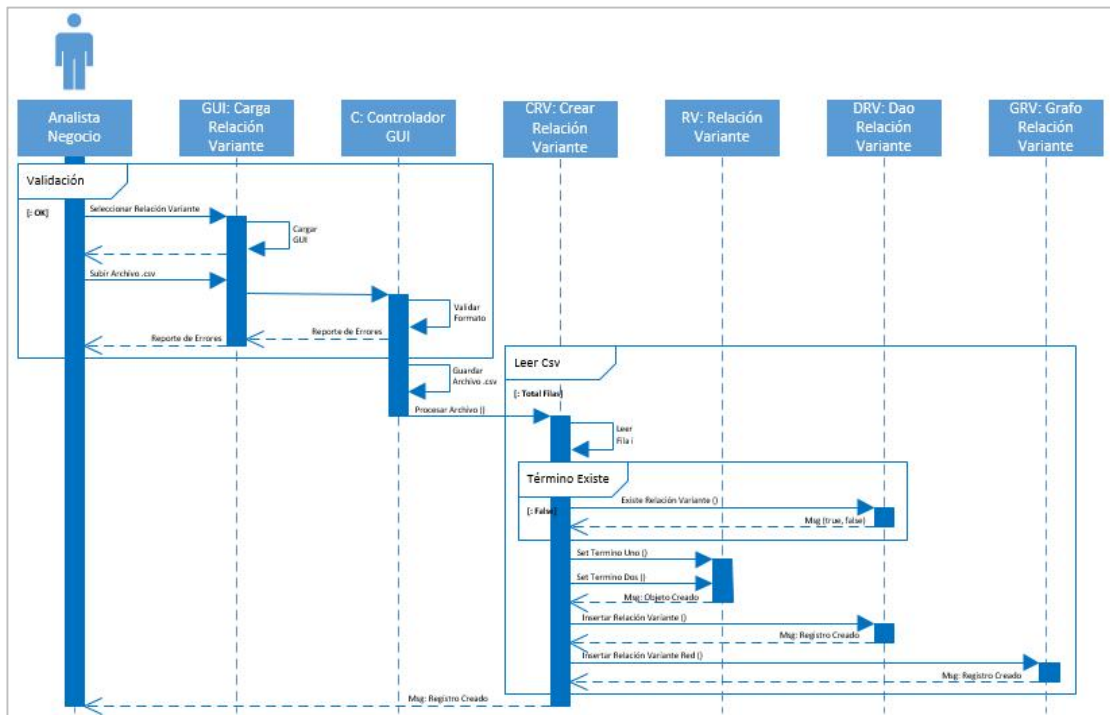 Analista
Negocio
GUI: Carga
Relación
Variante
C: Controlador
GUI
CRV: Crear
Relación
Variante
RV: Relación
Variante
DRV: Dao
Relación
Variante
GRV: Grafo
Relación
Variante
Validación
[: OK]
Seleccionar Relación Variante
Cargar
GUI
Subir Archivo .csv
Validar
Formato
Reporte de Errores
Reporte de Errores
Guardar
Archivo .csv
Leer Csv
[: Total Filas]
Procesar Archivo ()
Leer
Fila i
Término Existe
[: False]
Existe Relación Variante ()
Msg (true, false)
Set Termino Uno ()
Set Termino Dos ()
Msg: Objeto Creado
Insertar Relación Variante ()
Msg: Registro Creado
Insertar Relación Variante Red ()
Msg: Registro Creado
Msg: Registro Creado